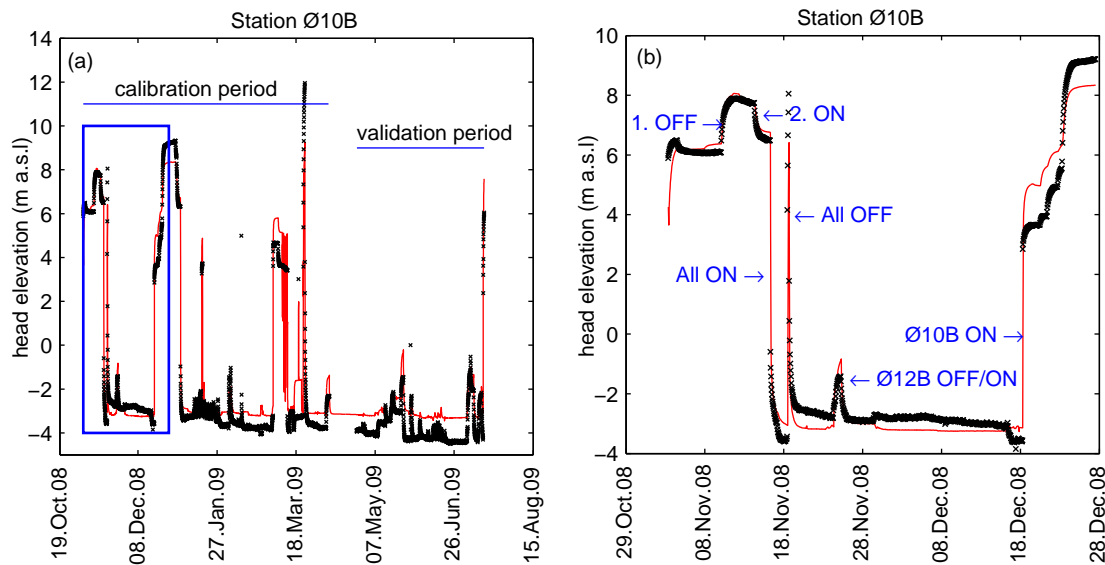 Station Ø10B
(a)
calibration period
validation period
head elevation (m a.s.l)
14
12
10
8
6
4
2
0
−2
−4
19.Oct.08
08.Dec.08
27.Jan.09
18.Mar.09
07.May.09
26.Jun.09
15.Aug.09
Station Ø10B
(b)
1. OFF
2. ON
All OFF
All ON
Ø10B ON
Ø12B OFF/ON
head elevation (m a.s.l)
10
8
6
4
2
0
−2
−4
29.Oct.08
08.Nov.08
18.Nov.08
28.Nov.08
08.Dec.08
18.Dec.08
28.Dec.08